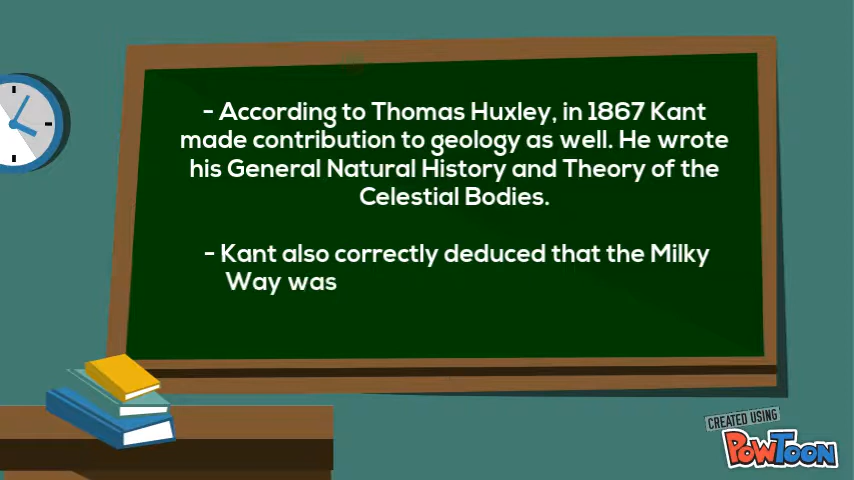 - According to Thomas Huxley, in 1867 Kant
made contribution to geology as well. He wrote
his General Natural History and Theory of the
Celestial Bodies.
- Kant also correctly deduced that the Milky
Way was
CREATED USING
POWTOON